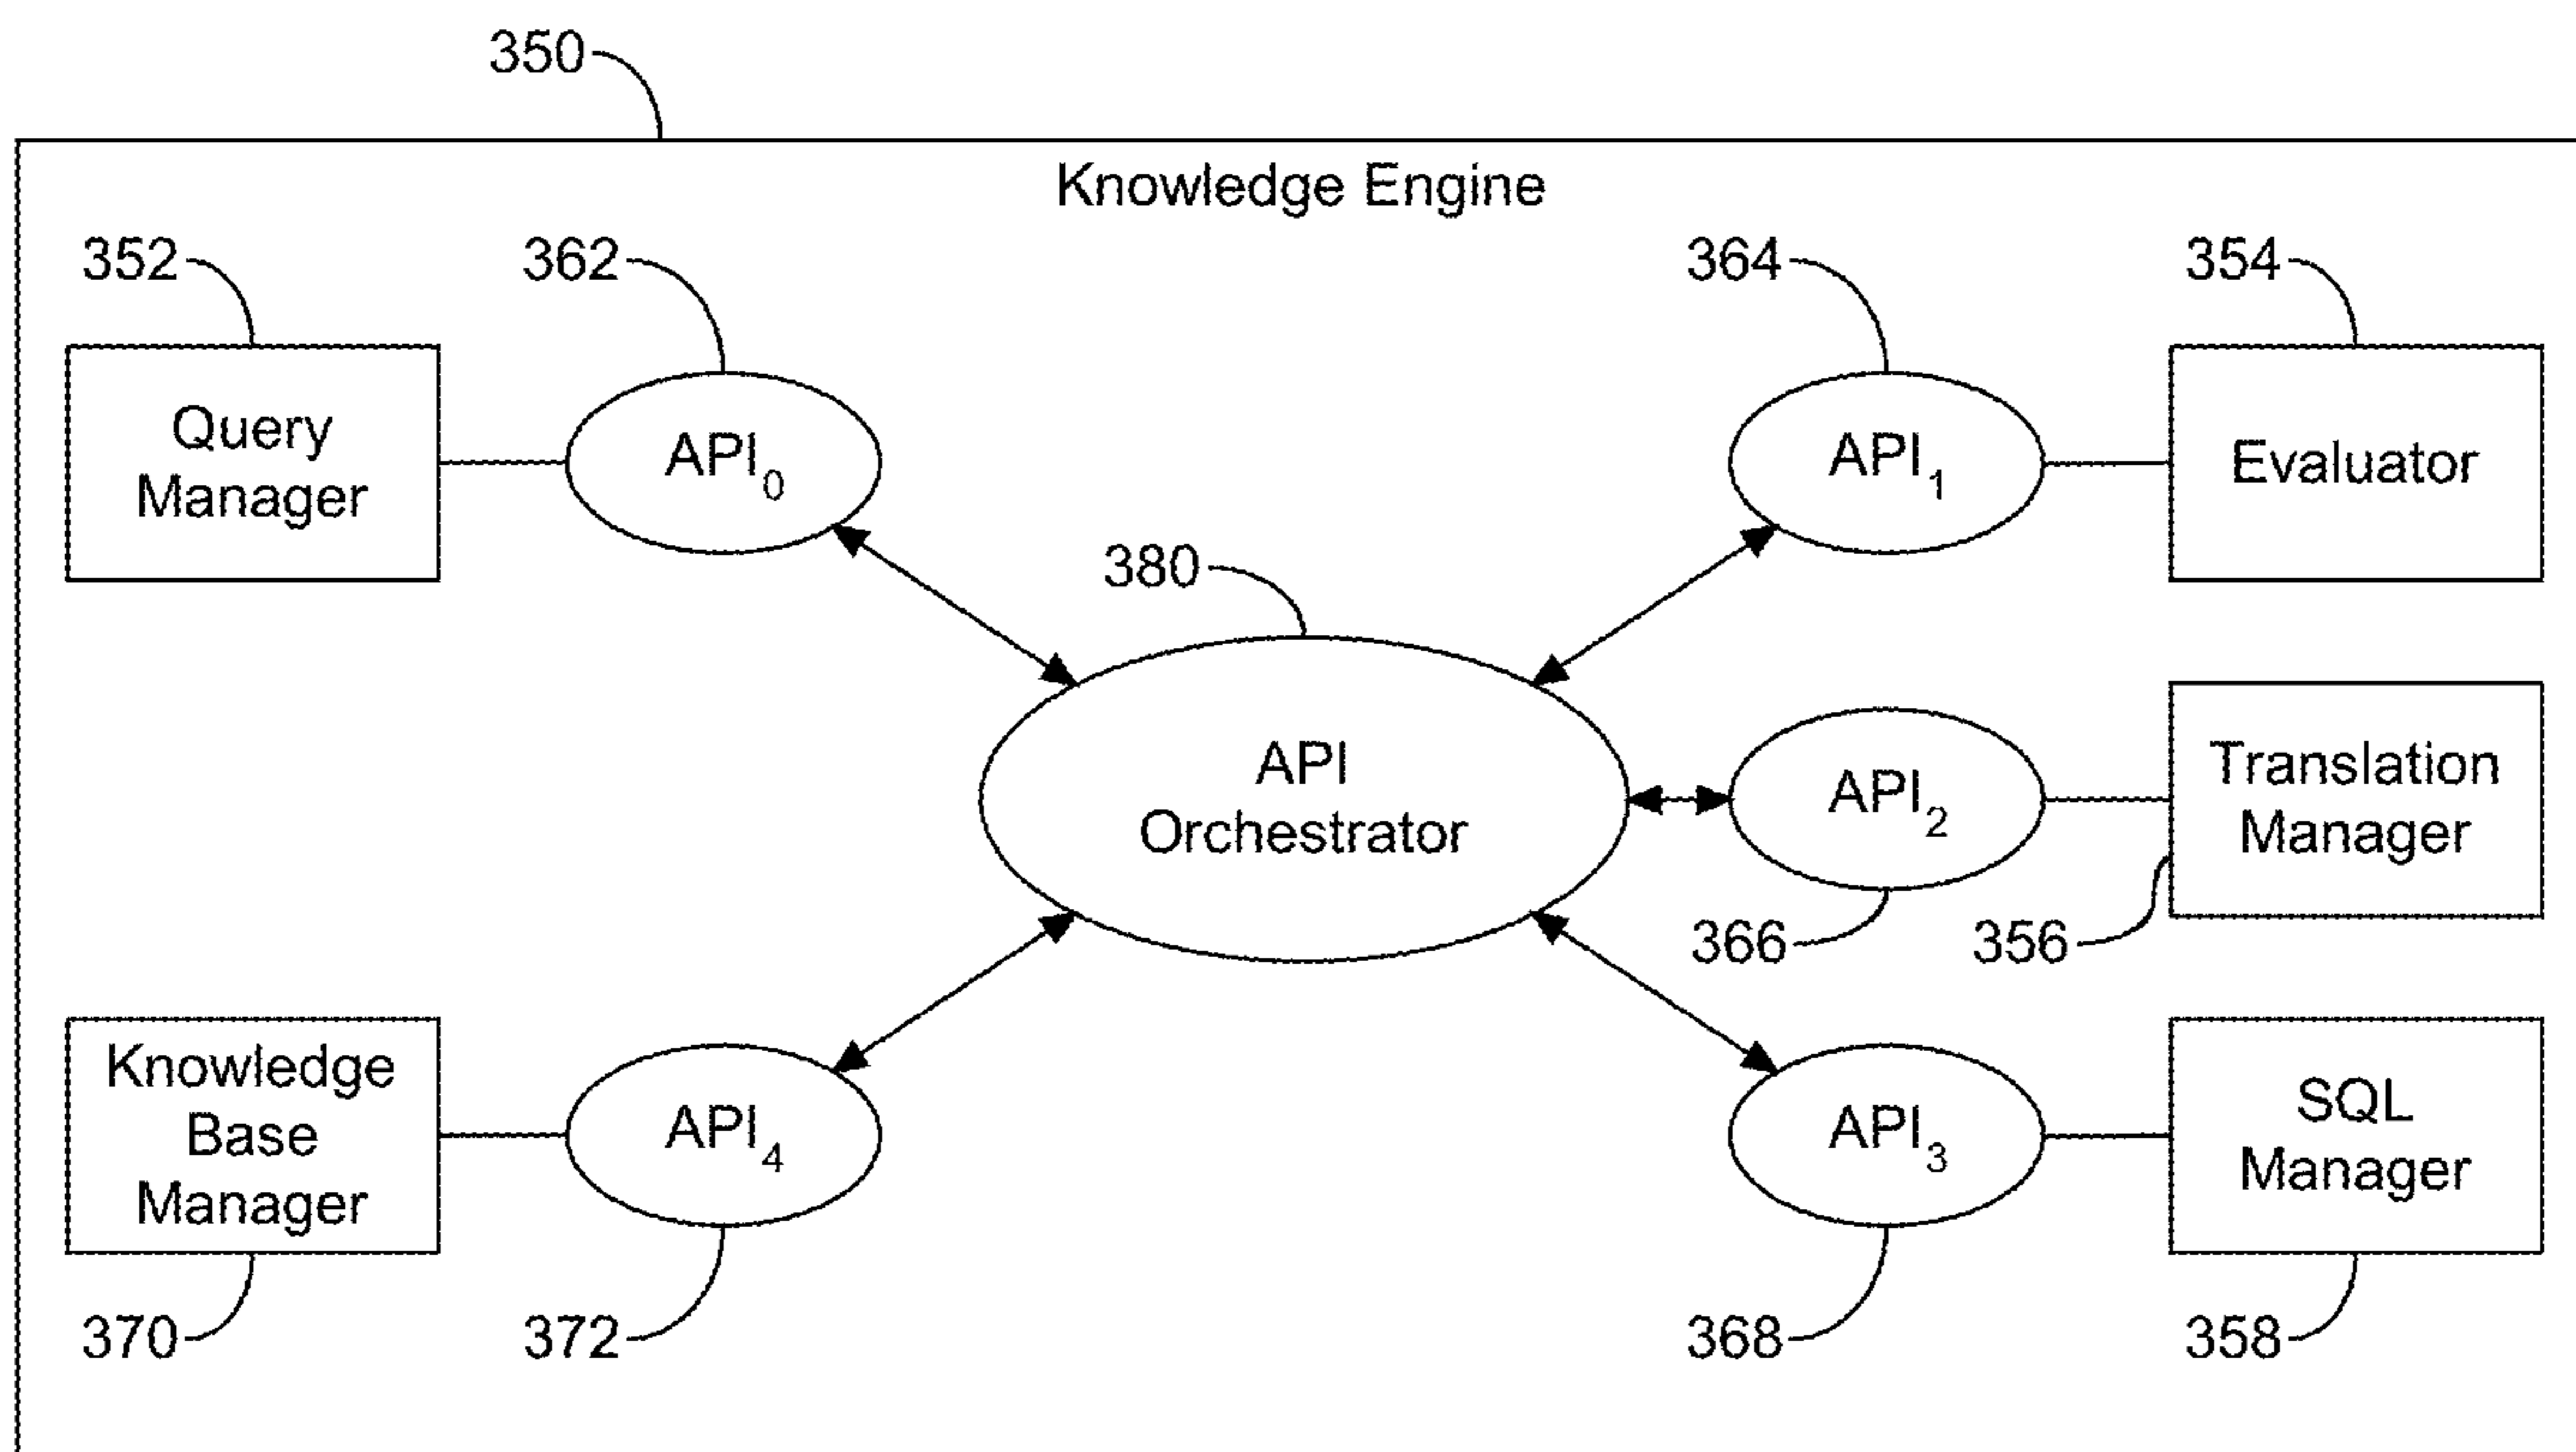 350
Knowledge Engine
352
362
364
354
Query
Manager
API0
API1
Evaluator
380
API
Orchestrator
API2
Translation
Manager
366
356
Knowledge
Base
Manager
API4
API3
SQL
Manager
370
372
368
358